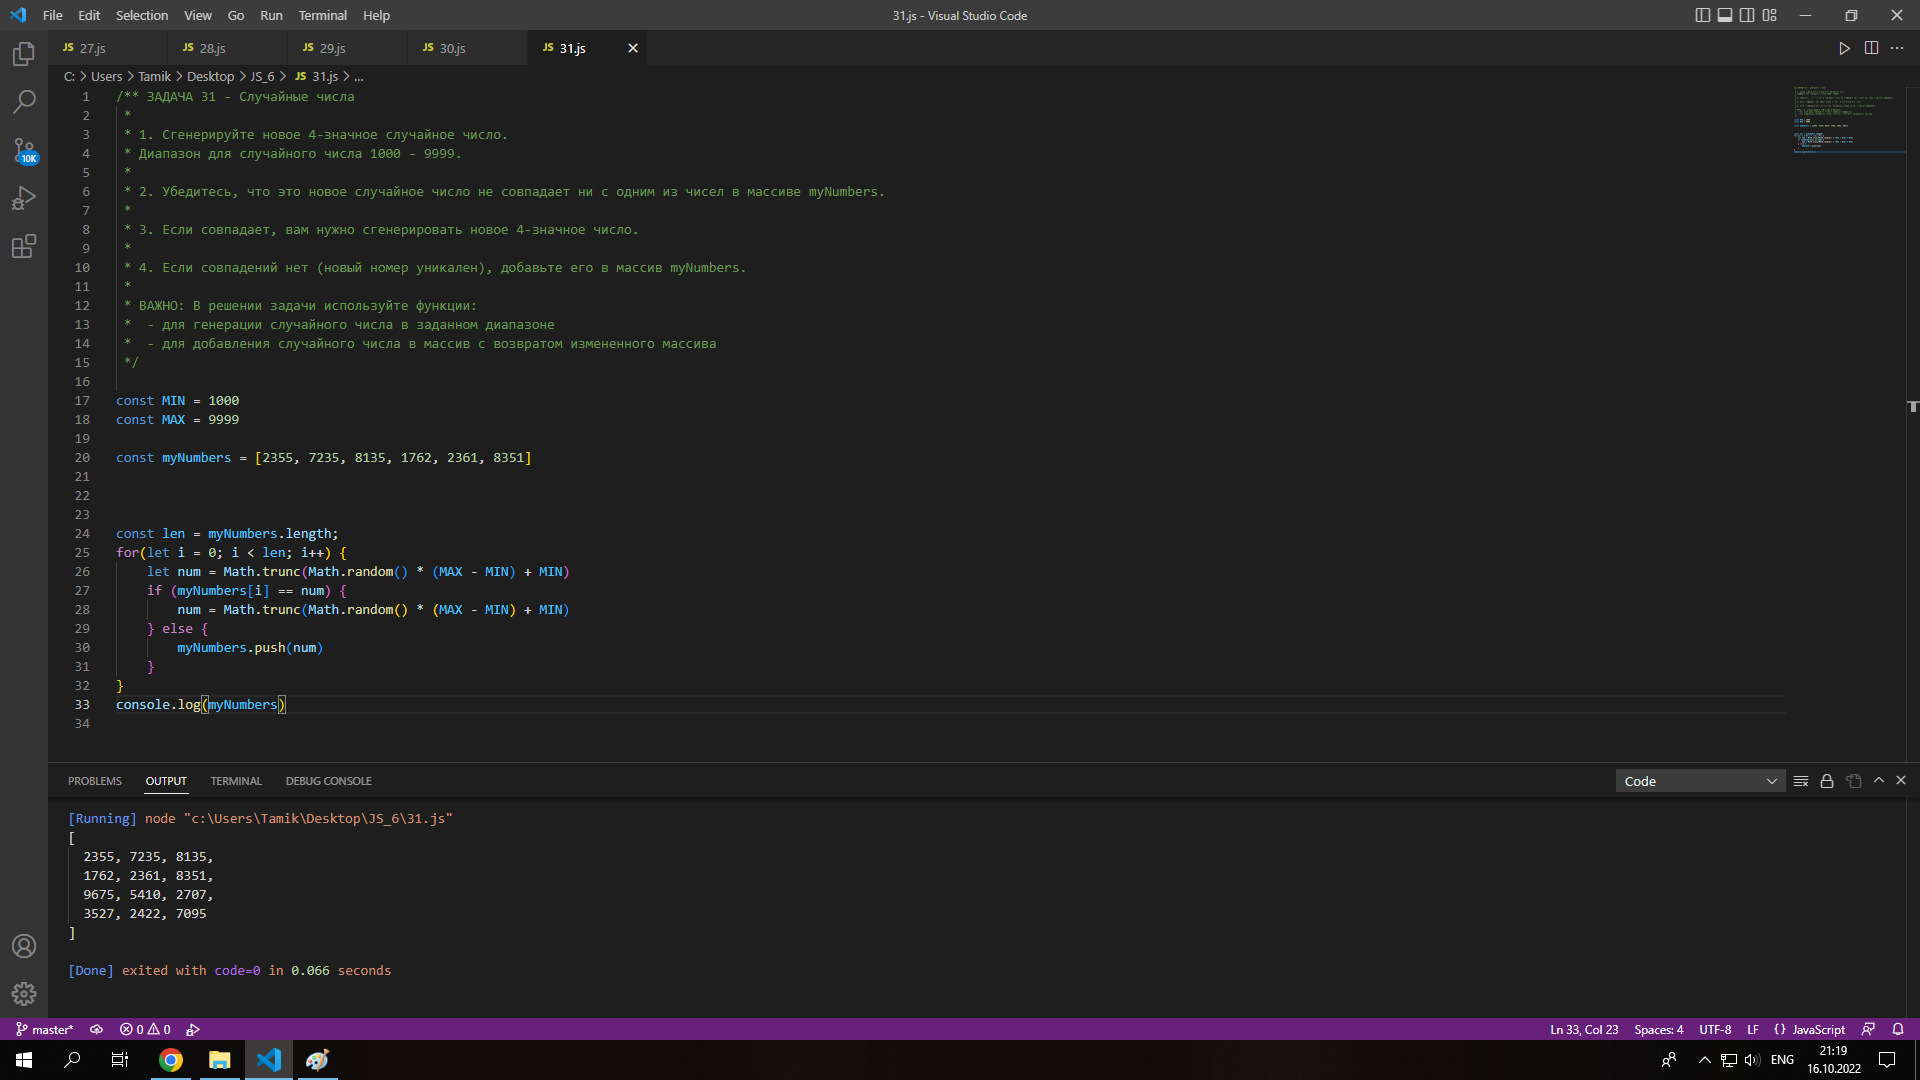 File Edit Selection View Go Run Terminal Help
31.js - Visual Studio Code
JS 27.js JS 28.js JS 29.js JS 30.js JS 31.js
C: > Users > Tamik > Desktop > JS_6 > JS 31.js > ...
1 /** ЗАДАЧА 31 - Случайные числа
2 *
3 * 1. Сгенерируйте новое 4-значное случайное число.
4 * Диапазон для случайного числа 1000 - 9999.
5 *
6 * 2. Убедитесь, что это новое случайное число не совпадает ни с одним из чисел в массиве myNumbers.
7 *
8 * 3. Если совпадает, вам нужно сгенерировать новое 4-значное число.
9 *
10 * 4. Если совпадений нет (новый номер уникален), добавьте его в массив myNumbers.
11 *
12 * ВАЖНО: В решении задачи используйте функции:
13 *  - для генерации случайного числа в заданном диапазоне
14 *  - для добавления случайного числа в массив с возвратом измененного массива
15 */
16
17 const MIN = 1000
18 const MAX = 9999
19
20 const myNumbers = [2355, 7235, 8135, 1762, 2361, 8351]
21
22
23
24 const len = myNumbers.length;
25 for(let i = 0; i < len; i++) {
26     let num = Math.trunc(Math.random() * (MAX - MIN) + MIN)
27     if (myNumbers[i] == num) {
28         num = Math.trunc(Math.random() * (MAX - MIN) + MIN)
29     } else {
30         myNumbers.push(num)
31     }
32 }
33 console.log(myNumbers)
34
10K
PROBLEMS OUTPUT TERMINAL DEBUG CONSOLE
Code
[Running] node "c:\Users\Tamik\Desktop\JS_6\31.js"
[
  2355, 7235, 8135,
  1762, 2361, 8351,
  9675, 5410, 2707,
  3527, 2422, 7095
]
[Done] exited with code=0 in 0.066 seconds
master* 0 0
Ln 33, Col 23 Spaces: 4 UTF-8 LF {} JavaScript
ENG
21:19
16.10.2022